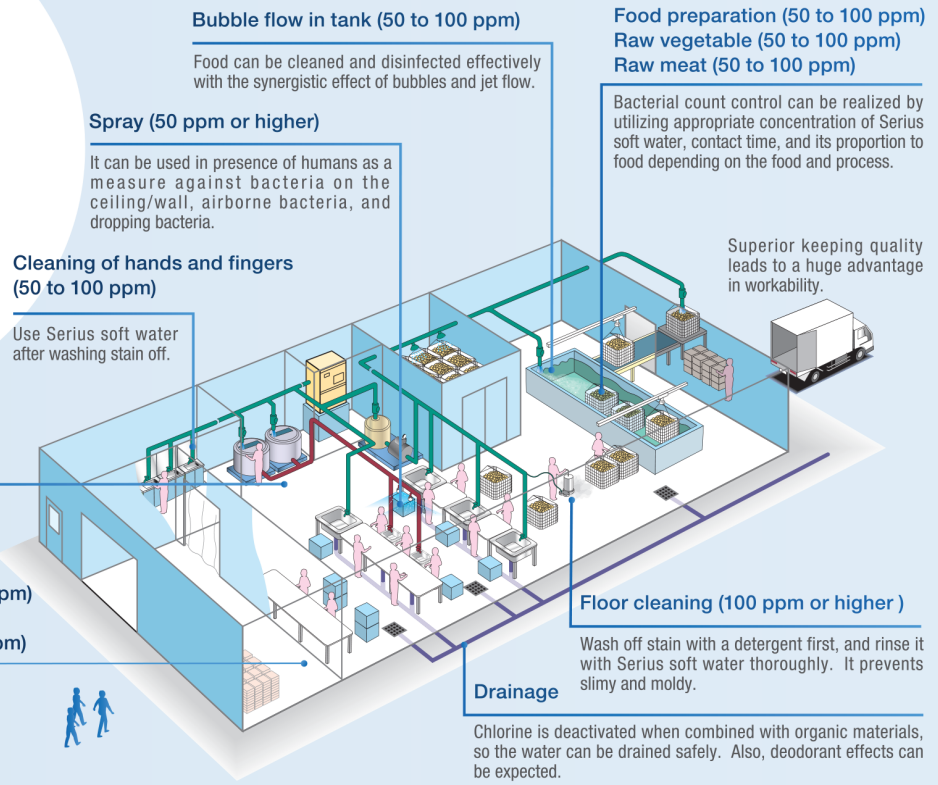 Bubble flow in tank (50 to 100 ppm)
Food can be cleaned and disinfected effectively
with the synergistic effect of bubbles and jet flow.
Food preparation (50 to 100 ppm)
Raw vegetable (50 to 100 ppm)
Raw meat (50 to 100 ppm)
Bacterial count control can be realized by
utilizing appropriate concentration of Serius
soft water, contact time, and its proportion to
food depending on the food and process.
Spray (50 ppm or higher)
It can be used in presence of humans as a
measure against bacteria on the
ceiling/wall, airborne bacteria, and
dropping bacteria.
Superior keeping quality
leads to a huge advantage
in workability.
Cleaning of hands and fingers
(50 to 100 ppm)
Use Serius soft water
after washing stain off.
pm)
pm)
Floor cleaning (100 ppm or higher )
Wash off stain with a detergent first, and rinse it
with Serius soft water thoroughly. It prevents
slimy and moldy.
Drainage
Chlorine is deactivated when combined with organic materials,
so the water can be drained safely. Also, deodorant effects can
be expected.